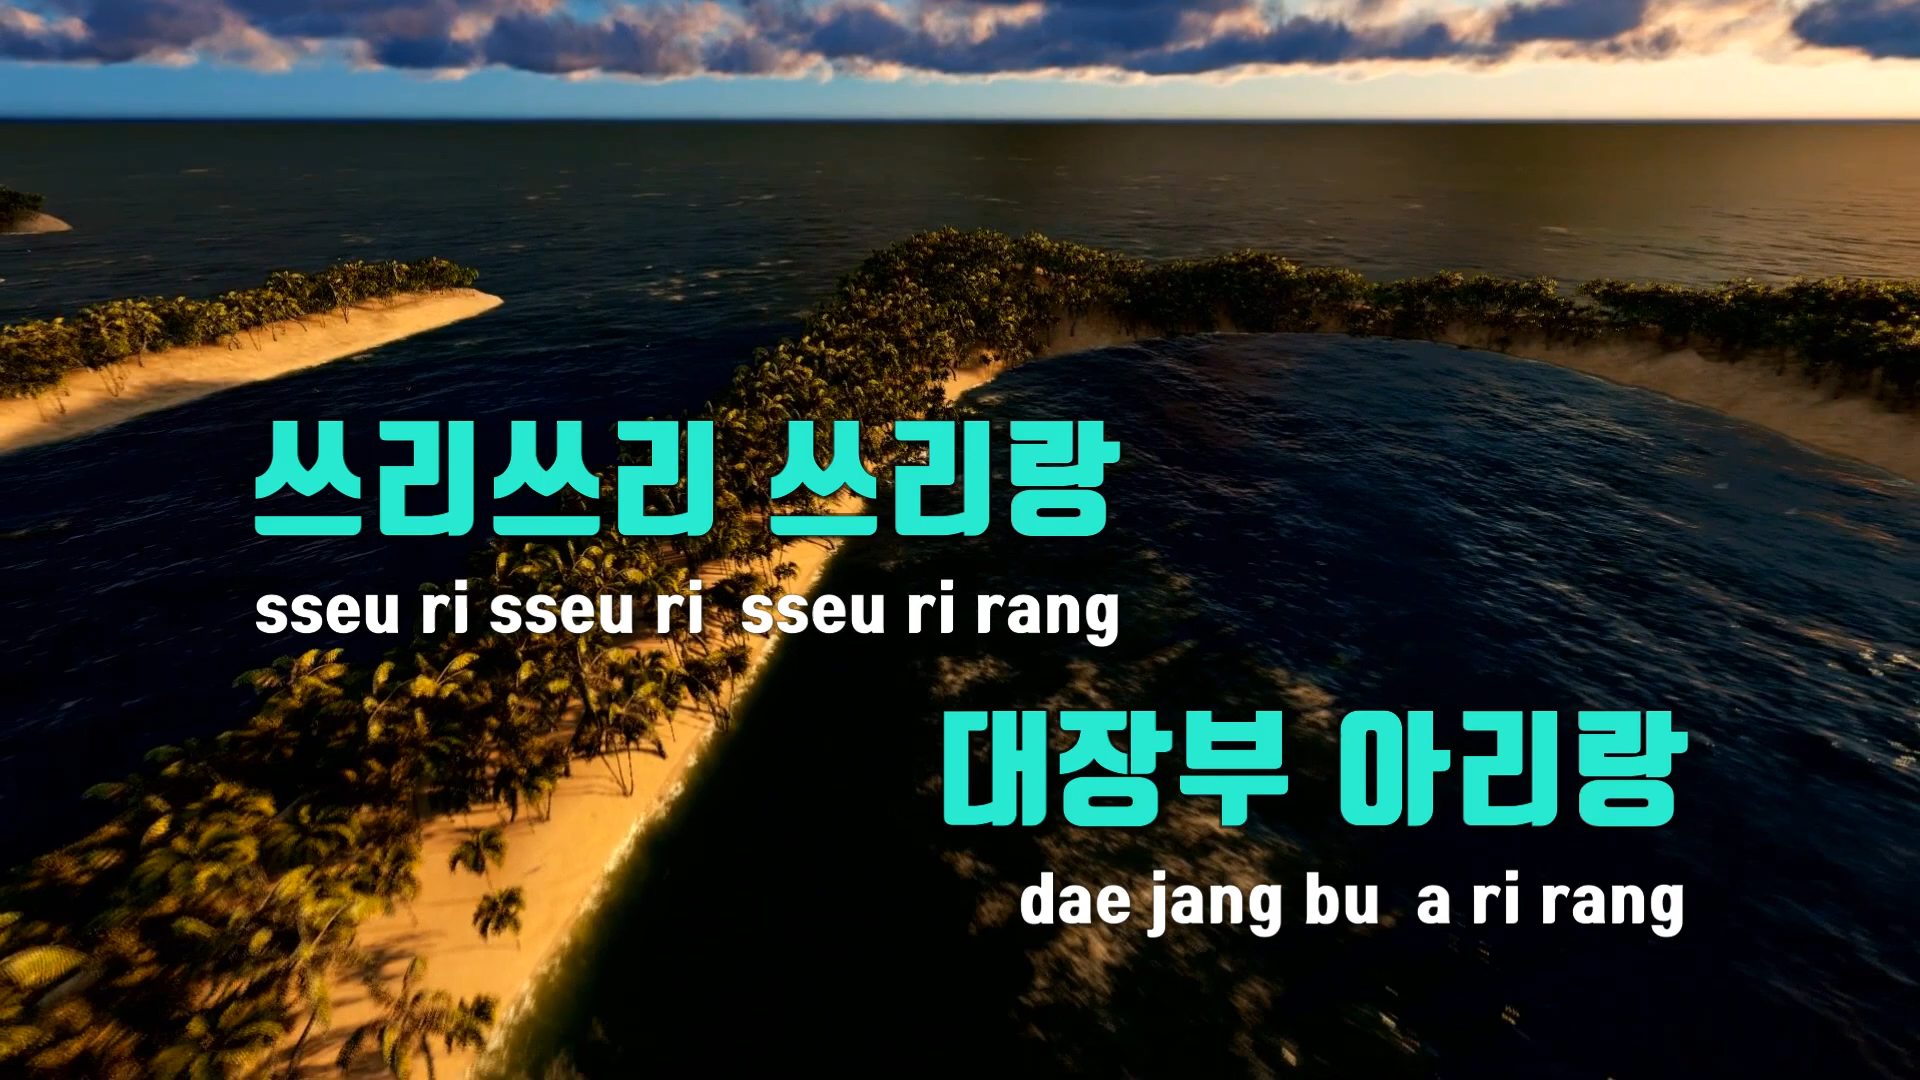 쓰리쓰리 쓰리랑
sseu ri sseu ri  sseu ri rang
대장부 아리랑
dae jang bu  a ri rang